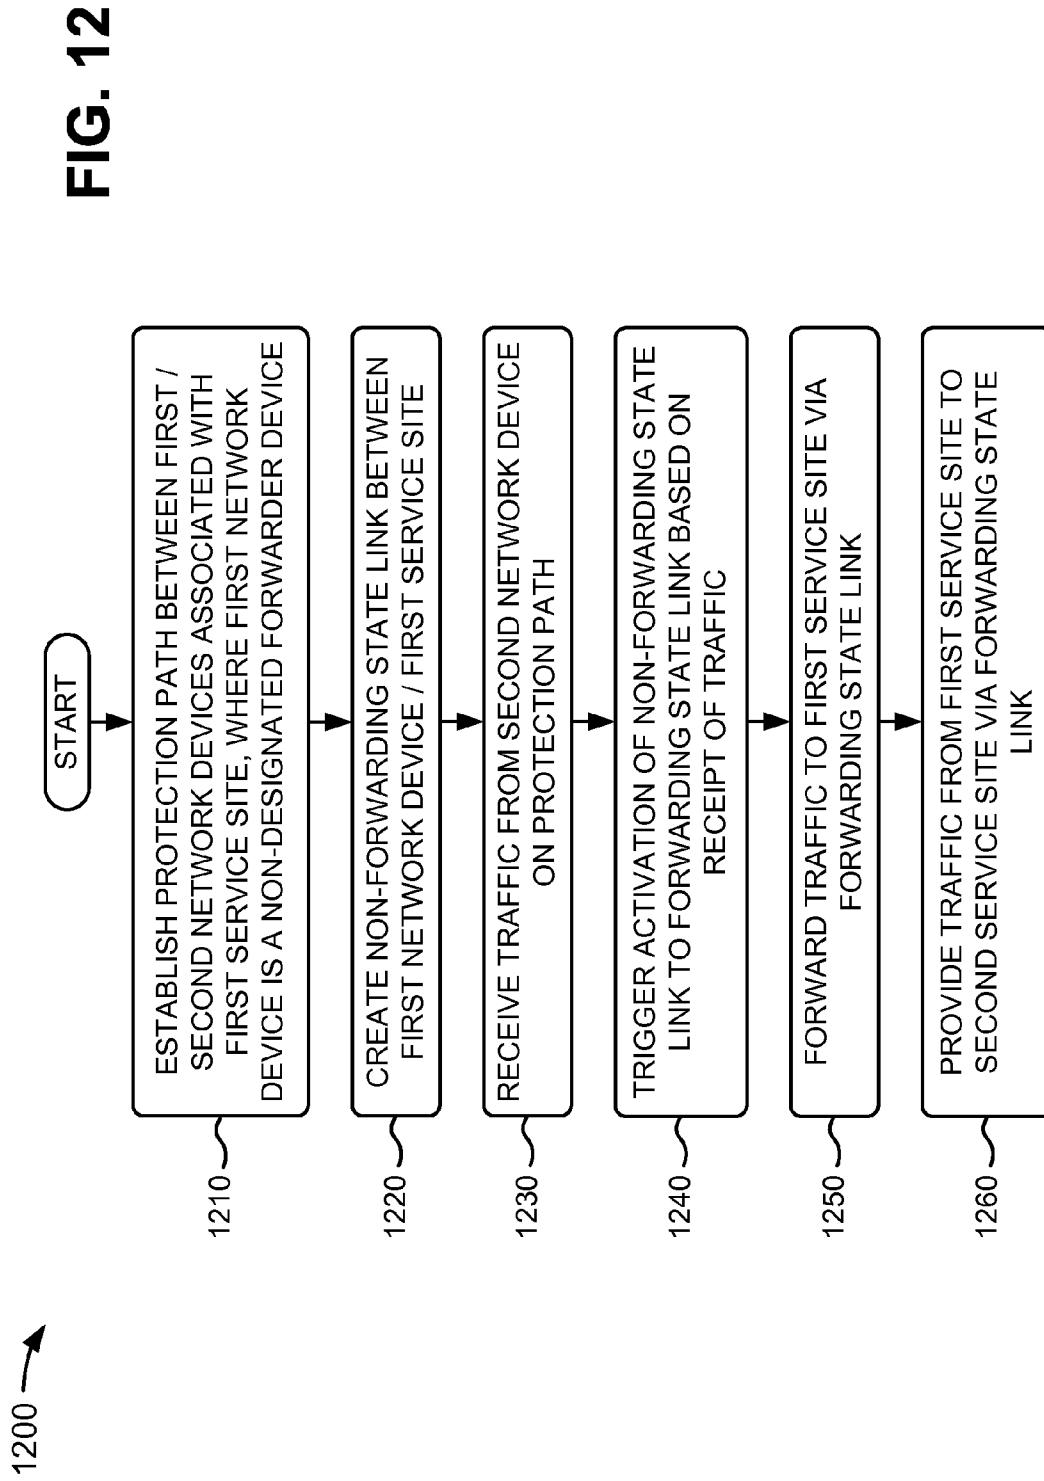 FIG. 12
1200
START
1210
ESTABLISH PROTECTION PATH BETWEEN FIRST /
SECOND NETWORK DEVICES ASSOCIATED WITH
FIRST SERVICE SITE, WHERE FIRST NETWORK
DEVICE IS A NON-DESIGNATED FORWARDER DEVICE
1220
CREATE NON-FORWARDING STATE LINK BETWEEN
FIRST NETWORK DEVICE / FIRST SERVICE SITE
1230
RECEIVE TRAFFIC FROM SECOND NETWORK DEVICE
ON PROTECTION PATH
1240
TRIGGER ACTIVATION OF NON-FORWARDING STATE
LINK TO FORWARDING STATE LINK BASED ON
RECEIPT OF TRAFFIC
1250
FORWARD TRAFFIC TO FIRST SERVICE SITE VIA
FORWARDING STATE LINK
1260
PROVIDE TRAFFIC FROM FIRST SERVICE SITE TO
SECOND SERVICE SITE VIA FORWARDING STATE
LINK